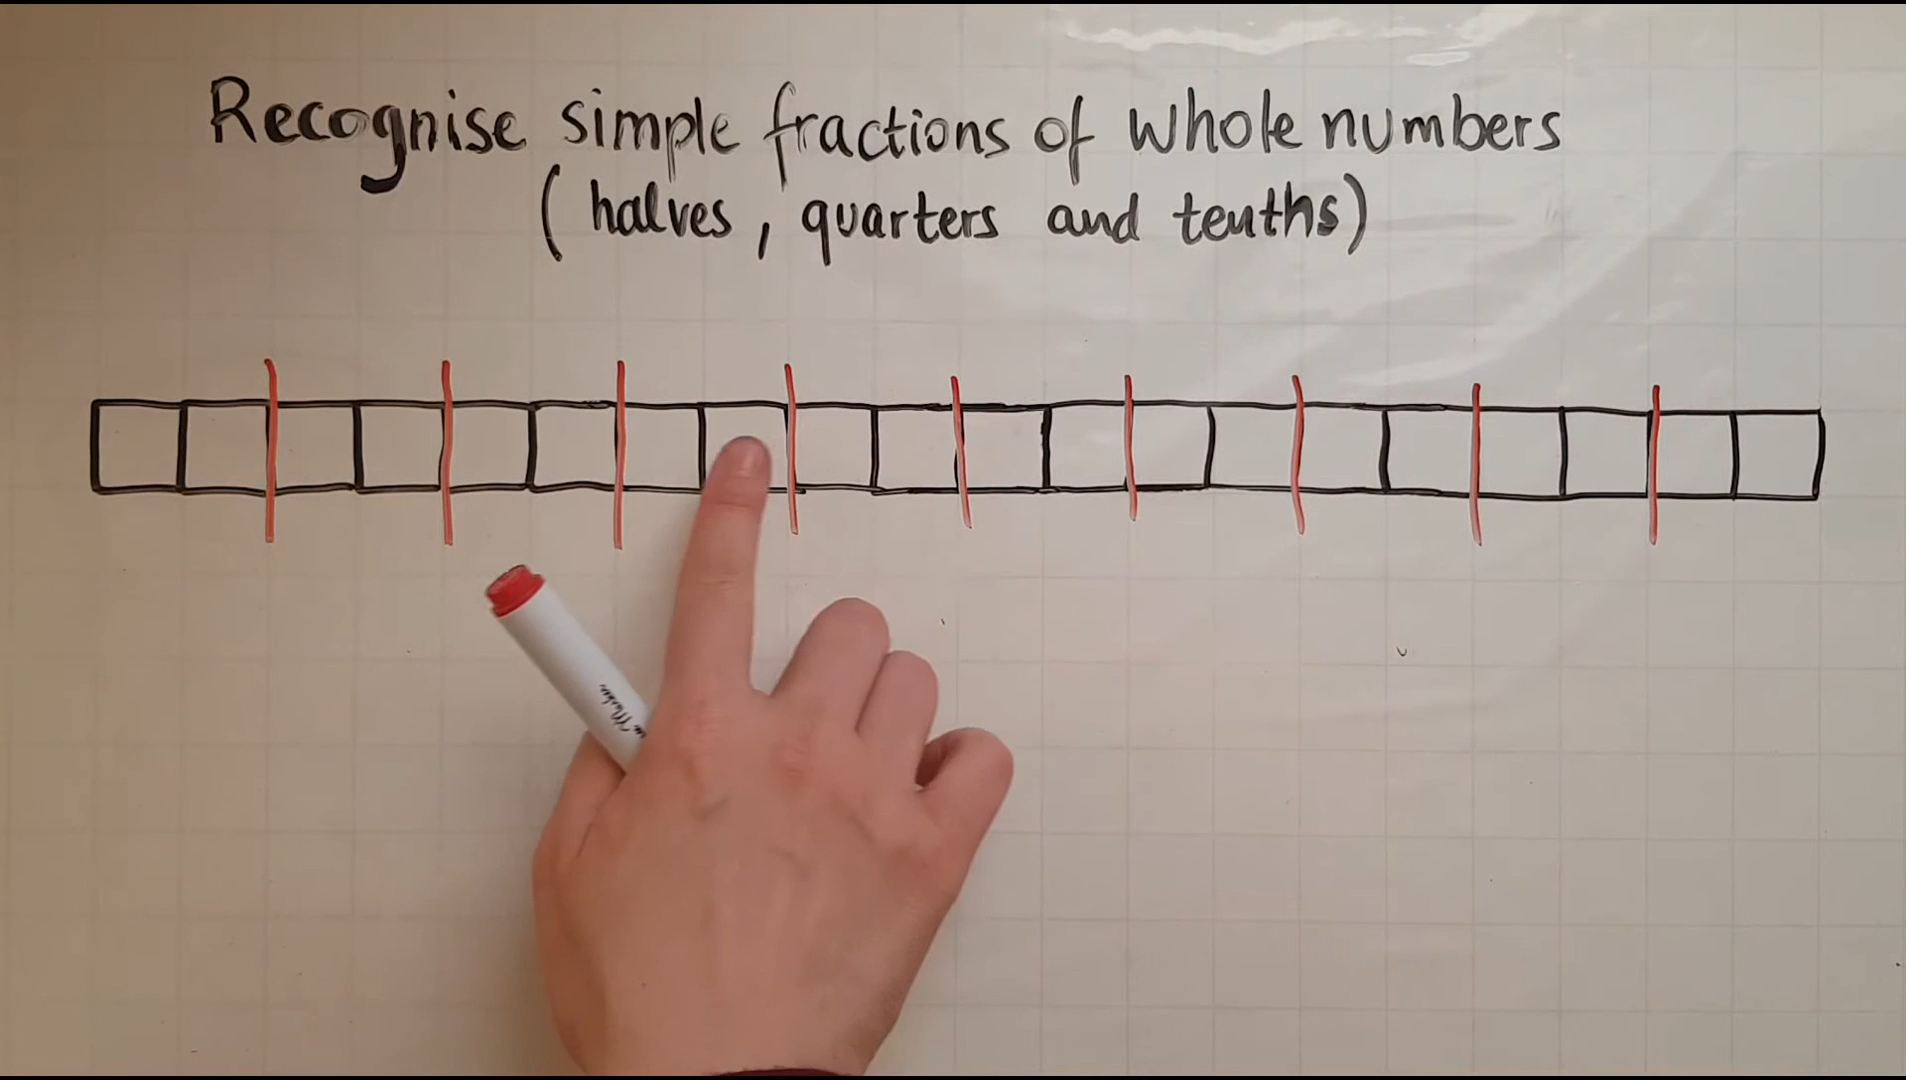 Recognise simple fractions of whole numbers
(halves, quarters and tenths)